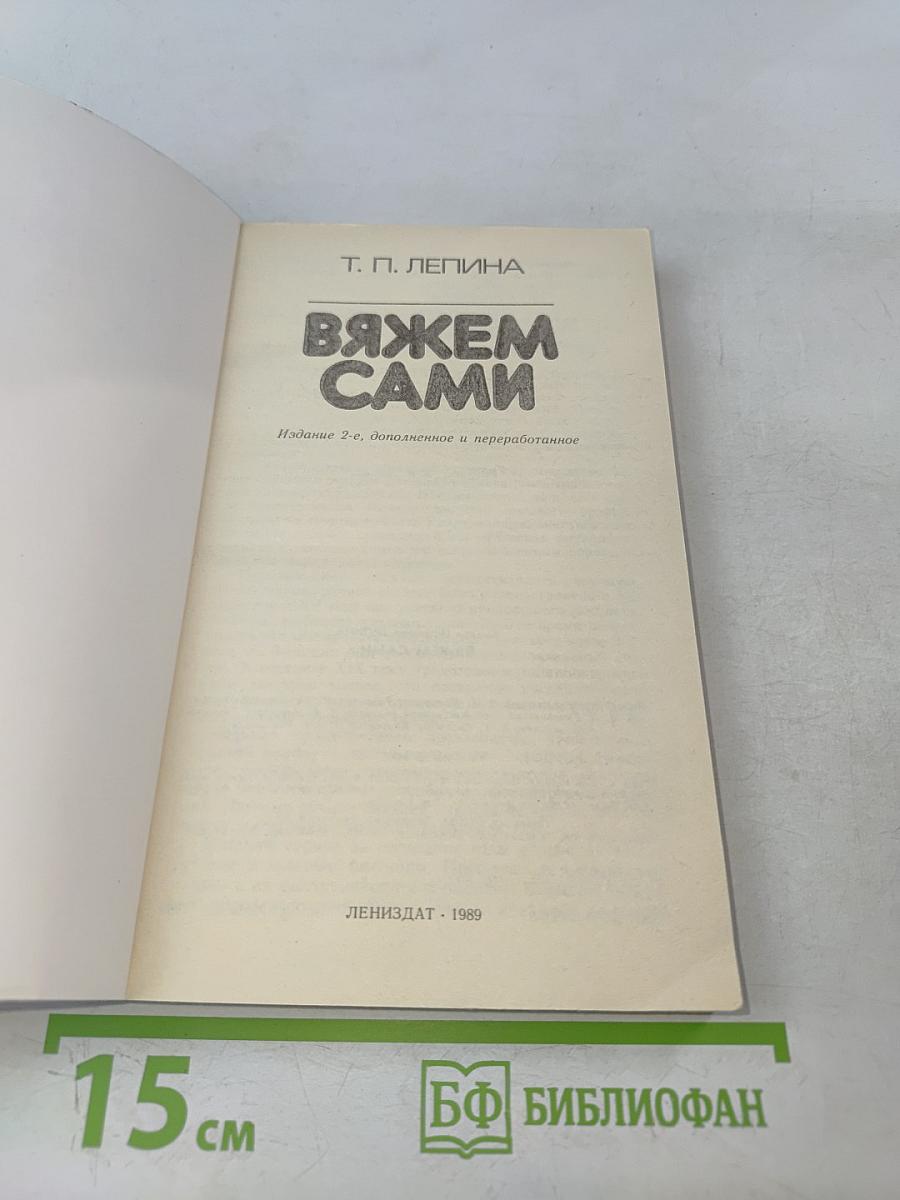 Т. П. ЛЕПИНА
ВЯЖЕМ
САМИ
Издание 2-е, дополненное и переработанное
ЛЕНИЗДАТ · 1989
15 см
БФ БИБЛИОФАН